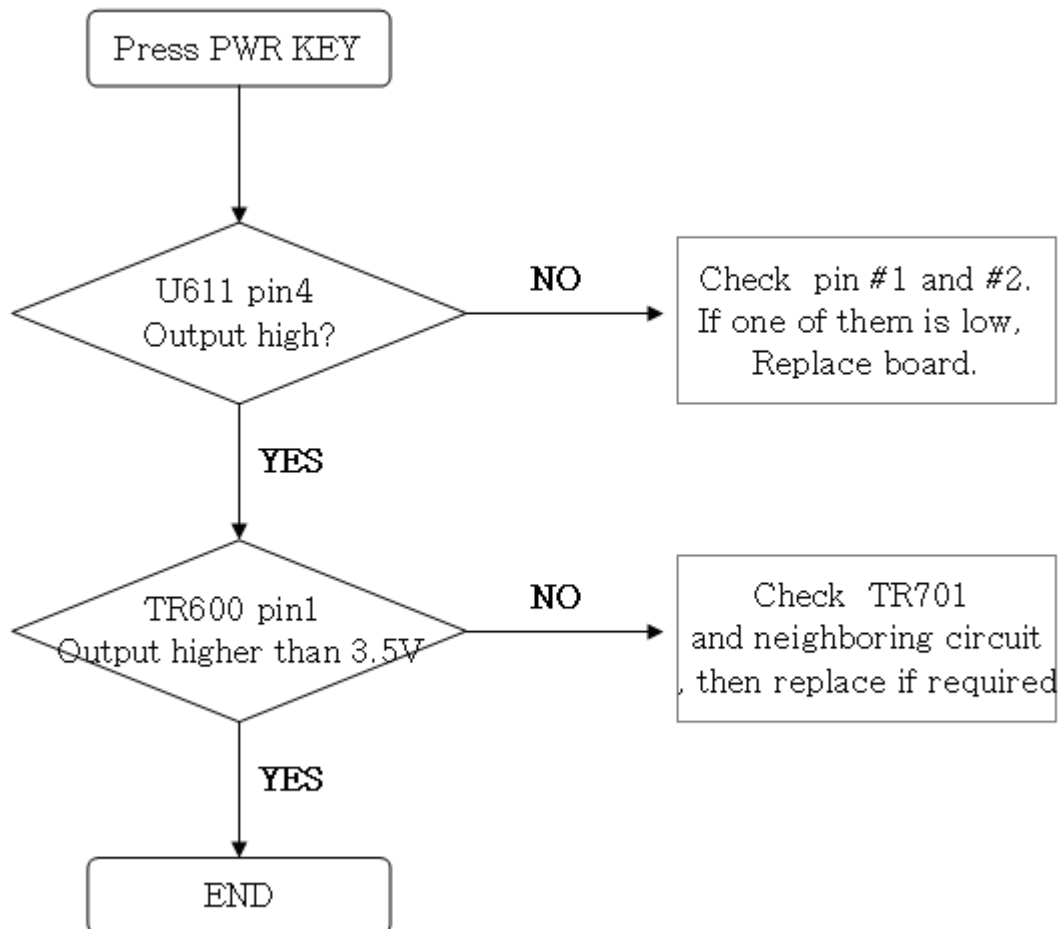 Press PWR KEY
U611 pin4
Output high?
NO
Check pin #1 and #2.
If one of them is low,
Replace board.
YES
TR600 pin1
Output higher than 3.5V
NO
Check TR701
and neighboring circuit
, then replace if required
YES
END